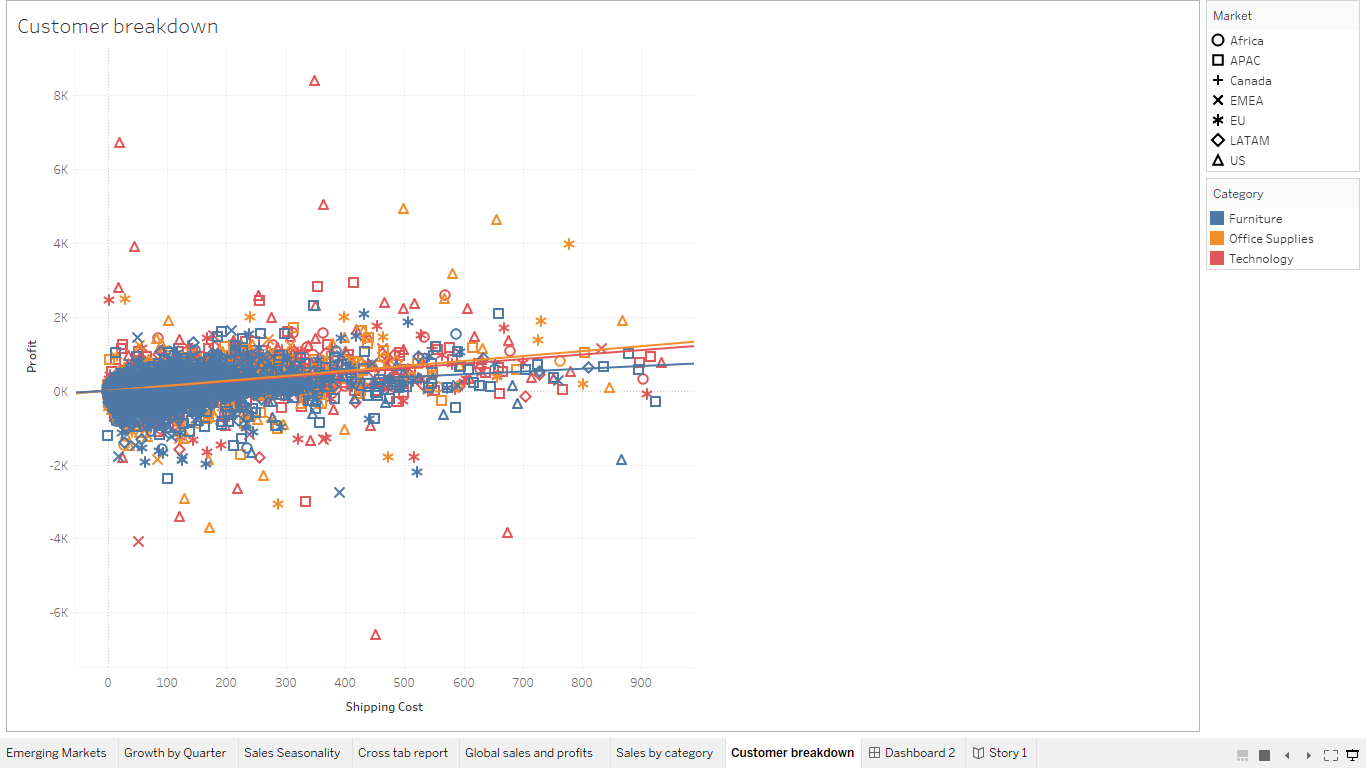 Customer breakdown
8K
6K
4K
2K
0K
-2K
-4K
-6K
Profit
0 100 200 300 400 500 600 700 800 900
Shipping Cost
Market
Africa
APAC
Canada
EMEA
EU
LATAM
US
Category
Furniture
Office Supplies
Technology
Emerging Markets Growth by Quarter Sales Seasonality Cross tab report Global sales and profits Sales by category Customer breakdown Dashboard 2 Story 1